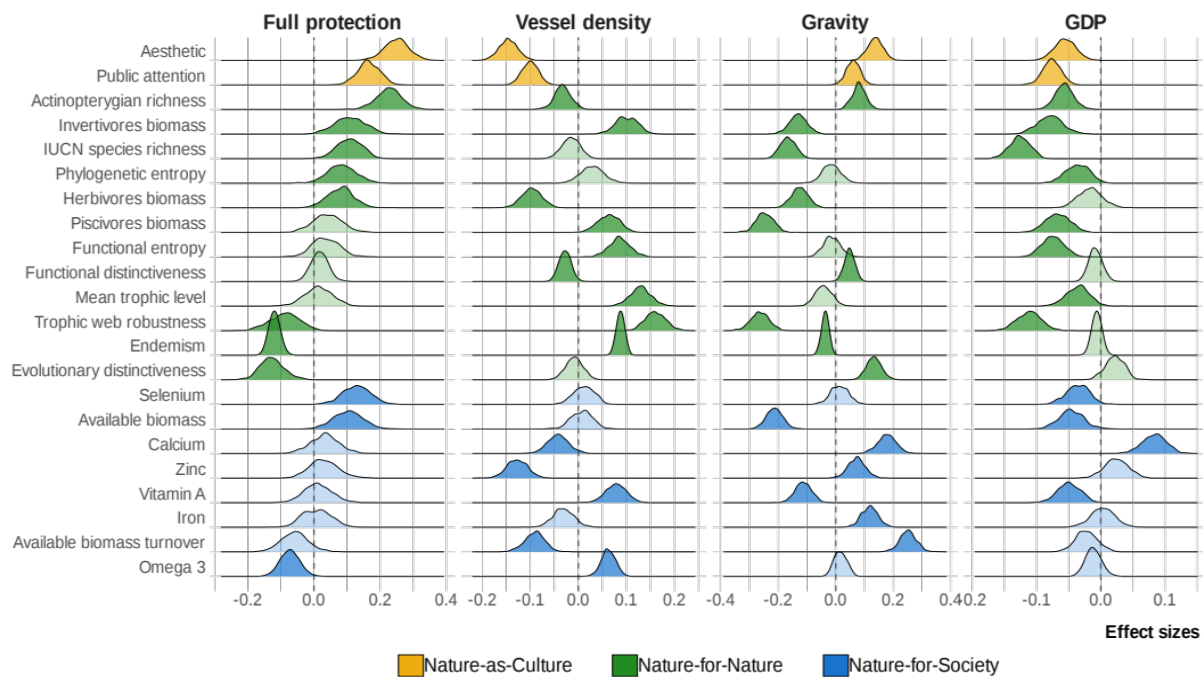 Full protection Vessel density Gravity GDP
Aesthetic
Public attention
Actinopterygian richness
Invertivores biomass
IUCN species richness
Phylogenetic entropy
Herbivores biomass
Piscivores biomass
Functional entropy
Functional distinctiveness
Mean trophic level
Trophic web robustness
Endemism
Evolutionary distinctiveness
Selenium
Available biomass
Calcium
Zinc
Vitamin A
Iron
Available biomass turnover
Omega 3
-0.2 0.0 0.2 0.4 -0.2 -0.1 0.0 0.1 0.2 -0.4 -0.2 0.0 0.2 0.40.2 -0.1 0.0 0.1
Effect sizes
Nature-as-Culture Nature-for-Nature Nature-for-Society